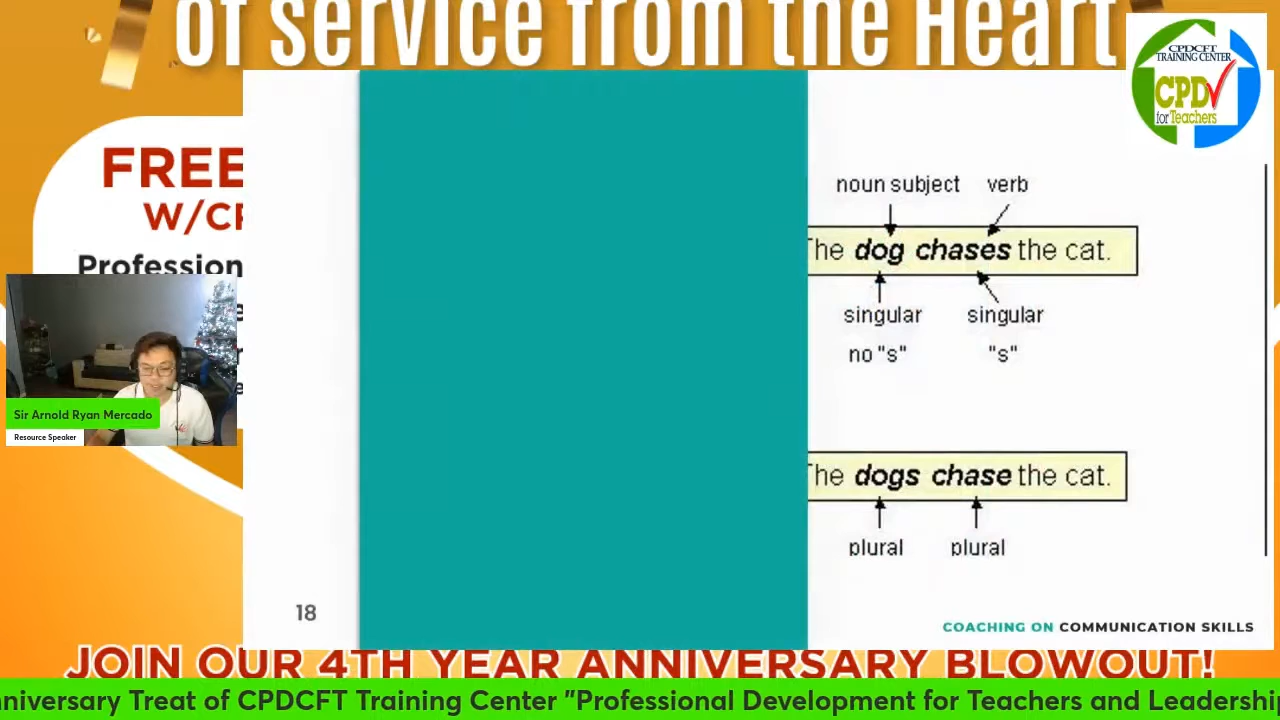 of service from the Heart
CPDCFT
TRAINING CENTER
CPD
for Teachers
FREE
W/CP
Profession
noun subject verb
The dog chases the cat.
singular singular
no "s" "s"
Sir Arnold Ryan Mercado
Resource Speaker
The dogs chase the cat.
plural plural
18
COACHING ON COMMUNICATION SKILLS
JOIN OUR 4TH YEAR ANNIVERSARY BLOWOUT!
nniversary Treat of CPDCFT Training Center "Professional Development for Teachers and Leadership